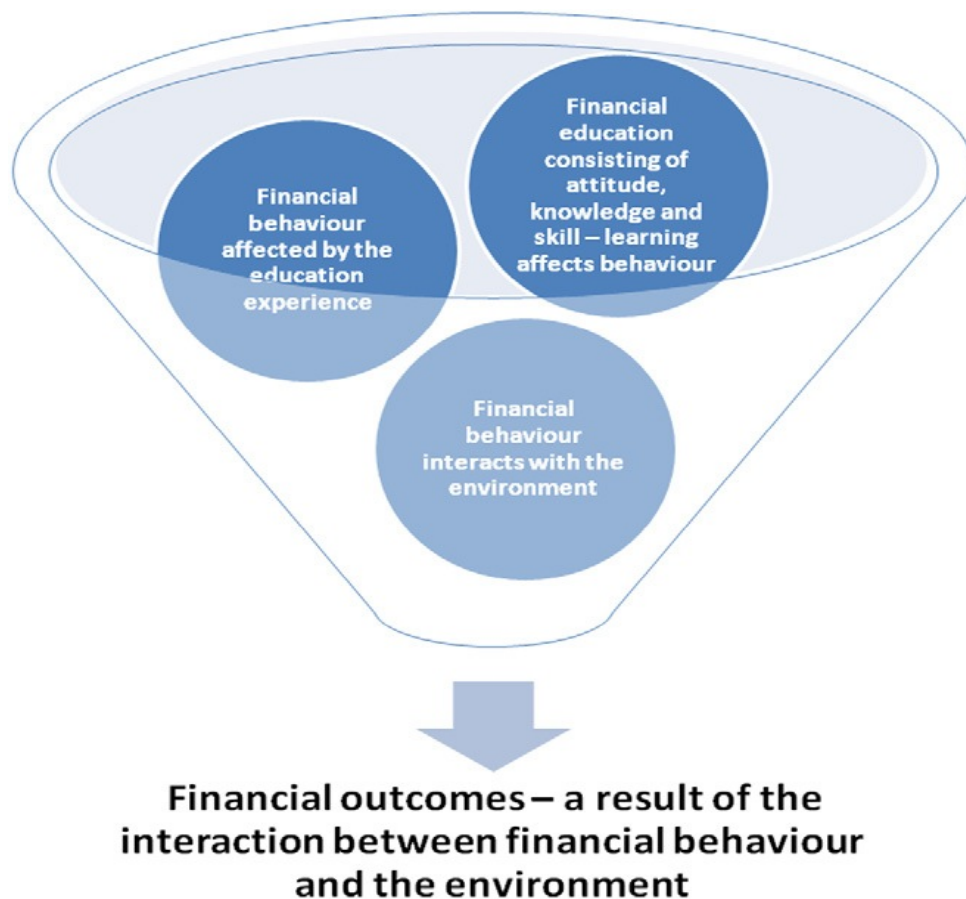 Financial
education
consisting of
attitude,
knowledge and
skill – learning
affects behaviour
Financial
behaviour
affected by the
education
experience
Financial
behaviour
interacts with the
environment
Financial outcomes – a result of the
interaction between financial behaviour
and the environment